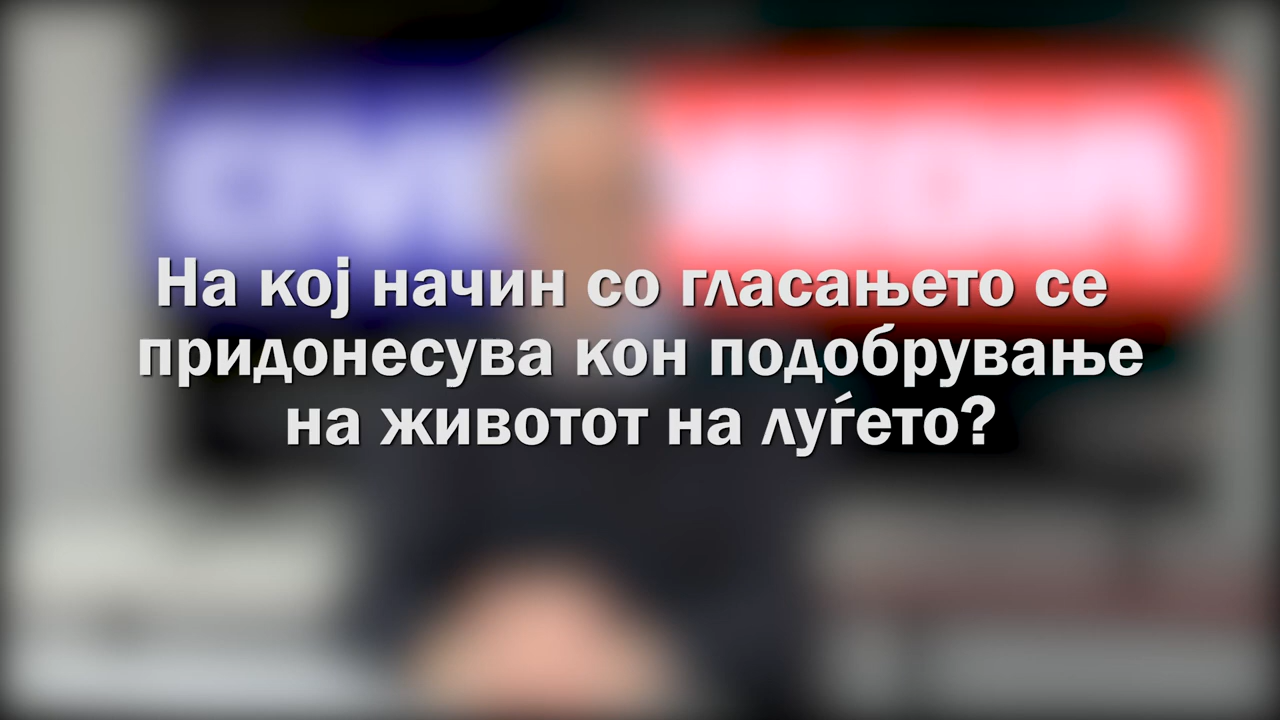 На кој начин со гласањето се
придонесува кон подобрување
на животот на луѓето?